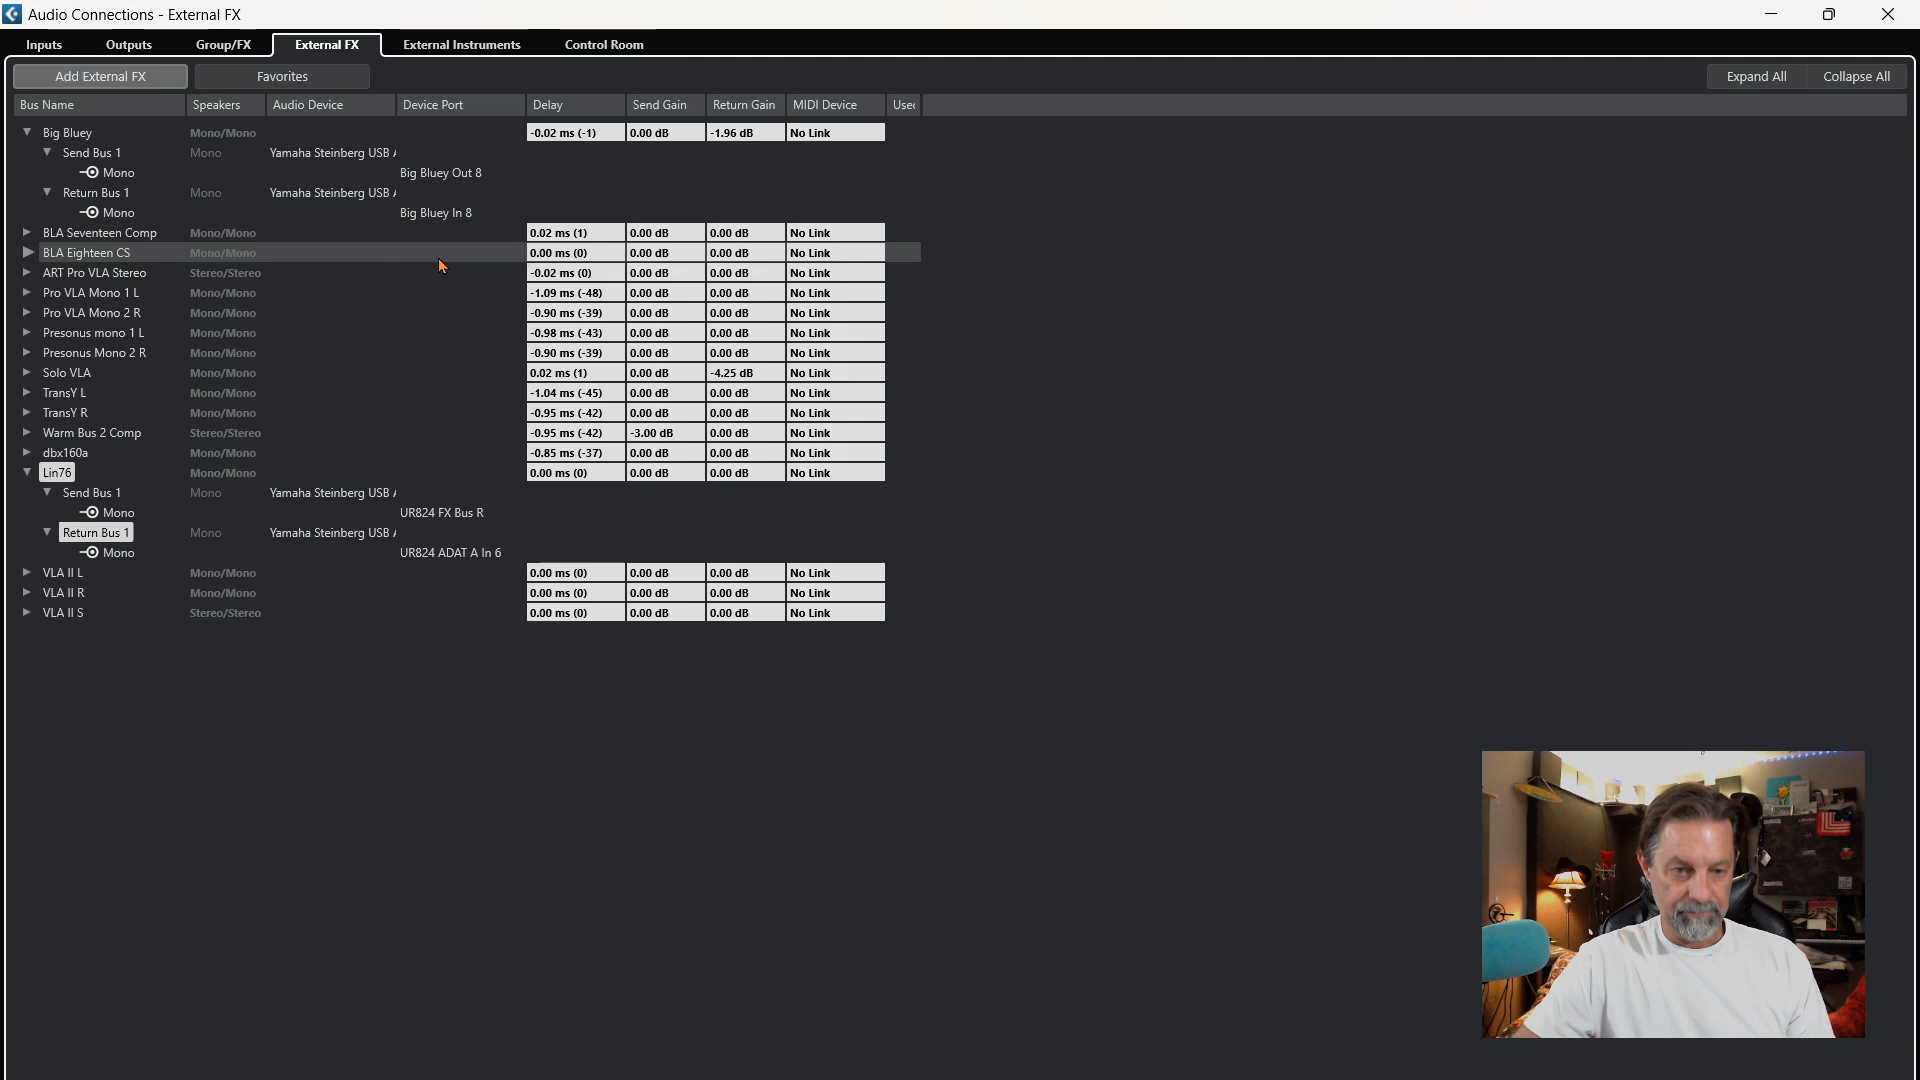 Audio Connections - External FX
Inputs Outputs Group/FX External FX External Instruments Control Room
Add External FX Favorites Expand All Collapse All
Bus Name Speakers Audio Device Device Port Delay Send Gain Return Gain MIDI Device Used
Big Bluey Mono/Mono -0.02 ms (-1) 0.00 dB -1.96 dB No Link
Send Bus 1 Mono Yamaha Steinberg USB A
Mono Big Bluey Out 8
Return Bus 1 Mono Yamaha Steinberg USB A
Mono Big Bluey In 8
BLA Seventeen Comp Mono/Mono 0.02 ms (1) 0.00 dB 0.00 dB No Link
BLA Eighteen CS Mono/Mono 0.00 ms (0) 0.00 dB 0.00 dB No Link
ART Pro VLA Stereo Stereo/Stereo -0.02 ms (0) 0.00 dB 0.00 dB No Link
Pro VLA Mono 1 L Mono/Mono -1.09 ms (-48) 0.00 dB 0.00 dB No Link
Pro VLA Mono 2 R Mono/Mono -0.90 ms (-39) 0.00 dB 0.00 dB No Link
Presonus mono 1 L Mono/Mono -0.98 ms (-43) 0.00 dB 0.00 dB No Link
Presonus Mono 2 R Mono/Mono -0.90 ms (-39) 0.00 dB 0.00 dB No Link
Solo VLA Mono/Mono 0.02 ms (1) 0.00 dB -4.25 dB No Link
TransY L Mono/Mono -1.04 ms (-45) 0.00 dB 0.00 dB No Link
TransY R Mono/Mono -0.95 ms (-42) 0.00 dB 0.00 dB No Link
Warm Bus 2 Comp Stereo/Stereo -0.95 ms (-42) -3.00 dB 0.00 dB No Link
dbx160a Mono/Mono -0.85 ms (-37) 0.00 dB 0.00 dB No Link
Lin76 Mono/Mono 0.00 ms (0) 0.00 dB 0.00 dB No Link
Send Bus 1 Mono Yamaha Steinberg USB A
Mono UR824 FX Bus R
Return Bus 1 Mono Yamaha Steinberg USB A
Mono UR824 ADAT A In 6
VLA II L Mono/Mono 0.00 ms (0) 0.00 dB 0.00 dB No Link
VLA II R Mono/Mono 0.00 ms (0) 0.00 dB 0.00 dB No Link
VLA II S Stereo/Stereo 0.00 ms (0) 0.00 dB 0.00 dB No Link